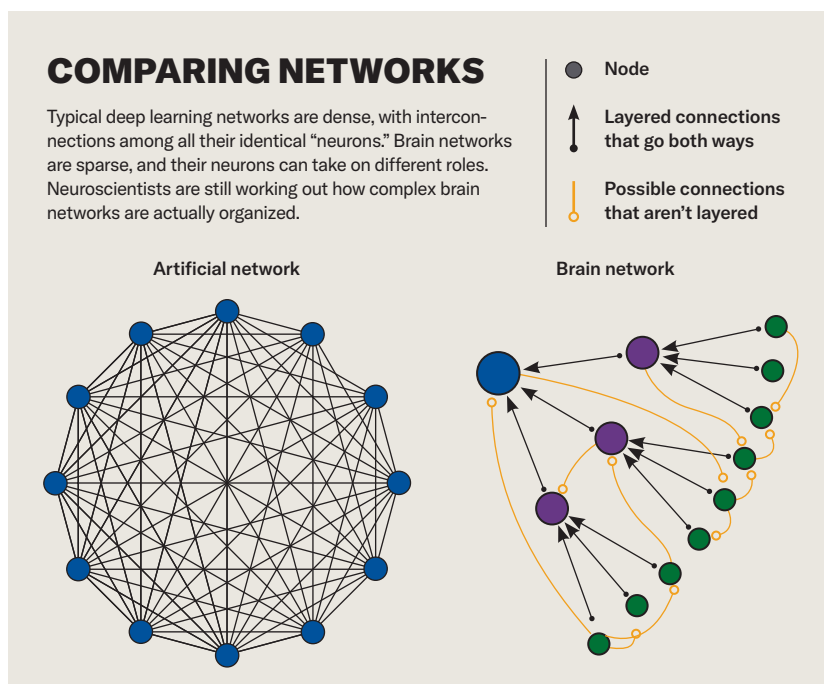 COMPARING NETWORKS
Typical deep learning networks are dense, with intercon-
nections among all their identical “neurons.” Brain networks
are sparse, and their neurons can take on different roles.
Neuroscientists are still working out how complex brain
networks are actually organized.
Node
Layered connections
that go both ways
Possible connections
that aren’t layered
Artificial network
Brain network